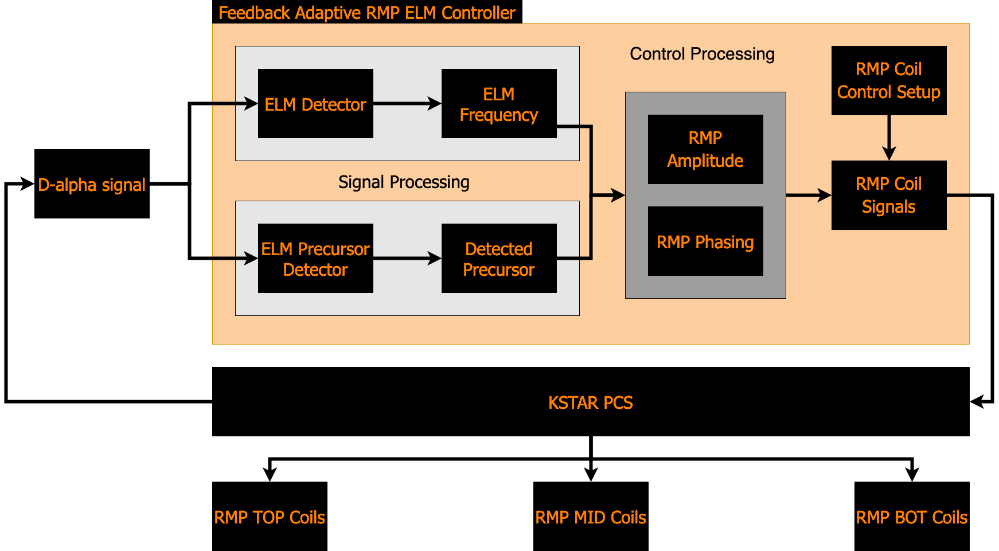 Feedback Adaptive RMP ELM Controller
Control Processing
RMP Coil
Control Setup
ELM Detector
ELM
Frequency
RMP
Amplitude
D-alpha signal
Signal Processing
RMP Coil
Signals
ELM Precursor
Detector
Detected
Precursor
RMP Phasing
KSTAR PCS
RMP TOP Coils
RMP MID Coils
RMP BOT Coils